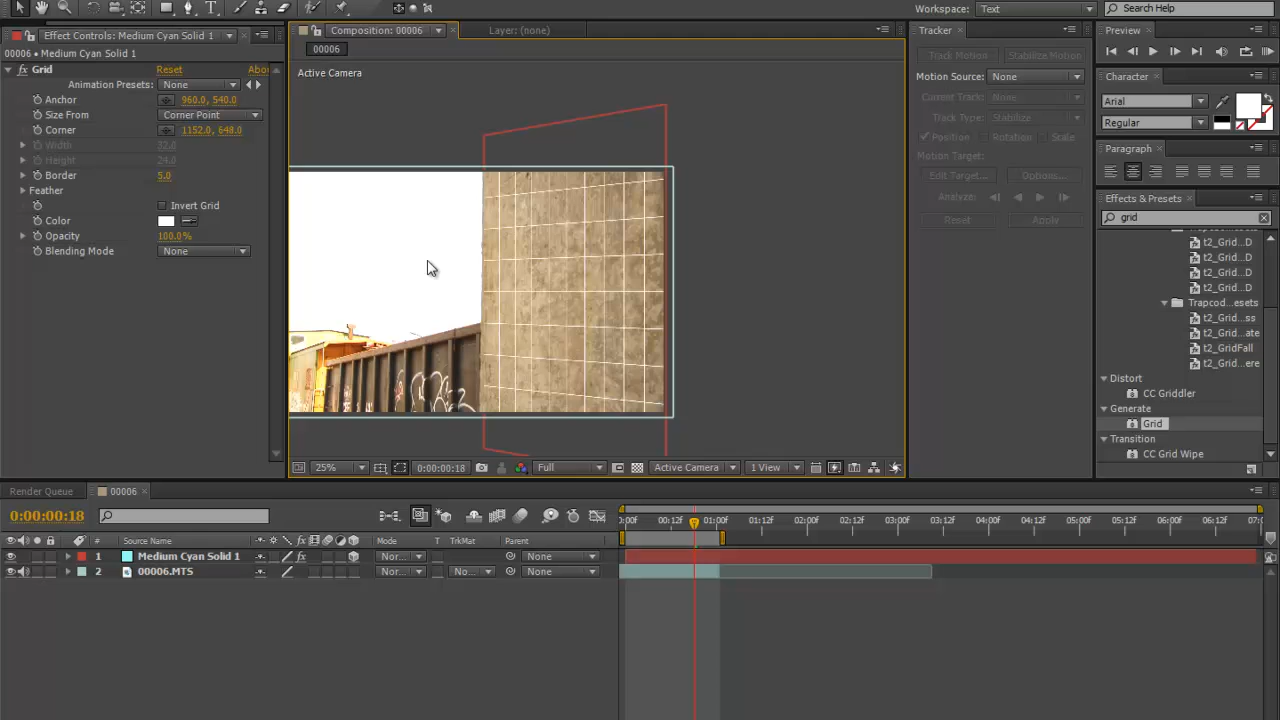 Workspace: Text
Search Help
Effect Controls: Medium Cyan Solid 1
00006 • Medium Cyan Solid 1
fx Grid Reset Abou
Animation Presets: None
Anchor 960.0, 540.0
Size From Corner Point
Corner 1152.0, 648.0
Width 32.0
Height 24.0
Border 5.0
Feather
Invert Grid
Color
Opacity 100.0%
Blending Mode None
Composition: 00006
Layer: (none)
00006
Active Camera
25%
0:00:00:18
Full
Active Camera
1 View
Tracker
Track Motion Stabilize Motion
Motion Source: None
Current Track: None
Track Type: Stabilize
Position Rotation Scale
Motion Target:
Edit Target... Options...
Analyze:
Reset Apply
Preview
Character
Arial
Regular
Paragraph
Effects & Presets
grid
t2_Grid...D
t2_Grid...D
t2_Grid...D
t2_Grid...D
Trapcod...esets
t2_Grid...ss
t2_Grid...ate
t2_GridFall
t2_Grid...ere
Distort
CC Griddler
Generate
Grid
Transition
CC Grid Wipe
Render Queue
00006
0:00:00:18
# Source Name fx Mode T TrkMat Parent
1 Medium Cyan Solid 1 fx Nor... None
2 00006.MTS Nor... No... None
:00f 00:12f 01:00f 01:12f 02:00f 02:12f 03:00f 03:12f 04:00f 04:12f 05:00f 05:12f 06:00f 06:12f 07:0